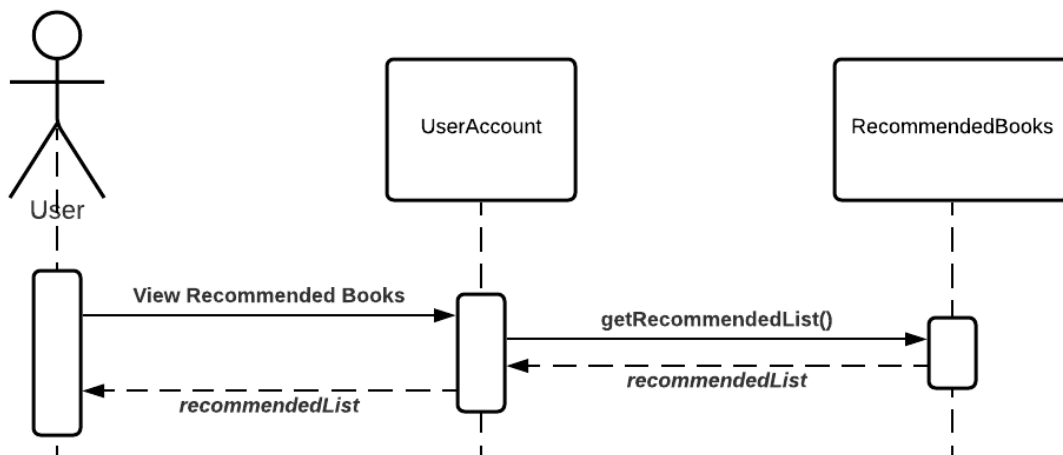 UserAccount
RecommendedBooks
User
View Recommended Books
getRecommendedList()
recommendedList
recommendedList